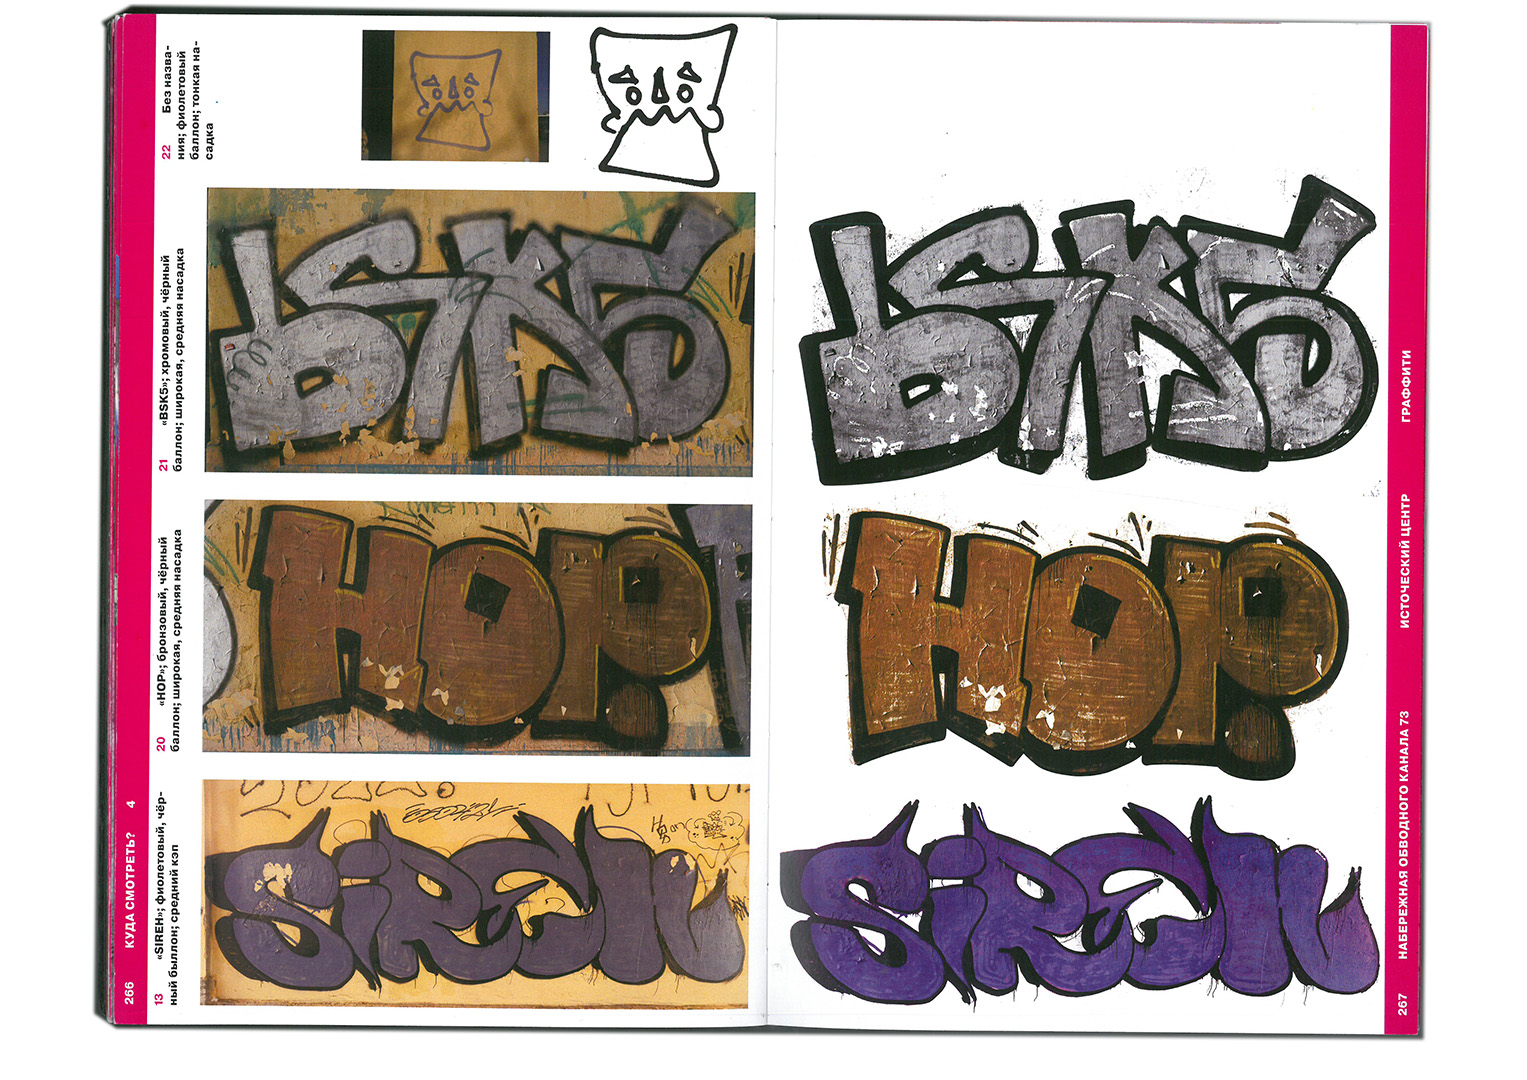 266 КУДА СМОТРЕТЬ? 4
22 Без назва-
ния; фиолетовый
баллон; тонкая на-
садка
21 «BSK5»; хромовый, чёрный
баллон; широкая, средняя насадка
20 «HOP»; бронзовый, чёрный
баллон; широкая, средняя насадка
13 «SIREH»; фиолетовый, чёр-
ный быллон; средний кэп
BSK5
BSK5
HOP.
HOP.
SiREH
SiREH
267 НАБЕРЕЖНАЯ ОБВОДНОГО КАНАЛА 73 ИСТОЧЕСКИЙ ЦЕНТР ГРАФФИТИ